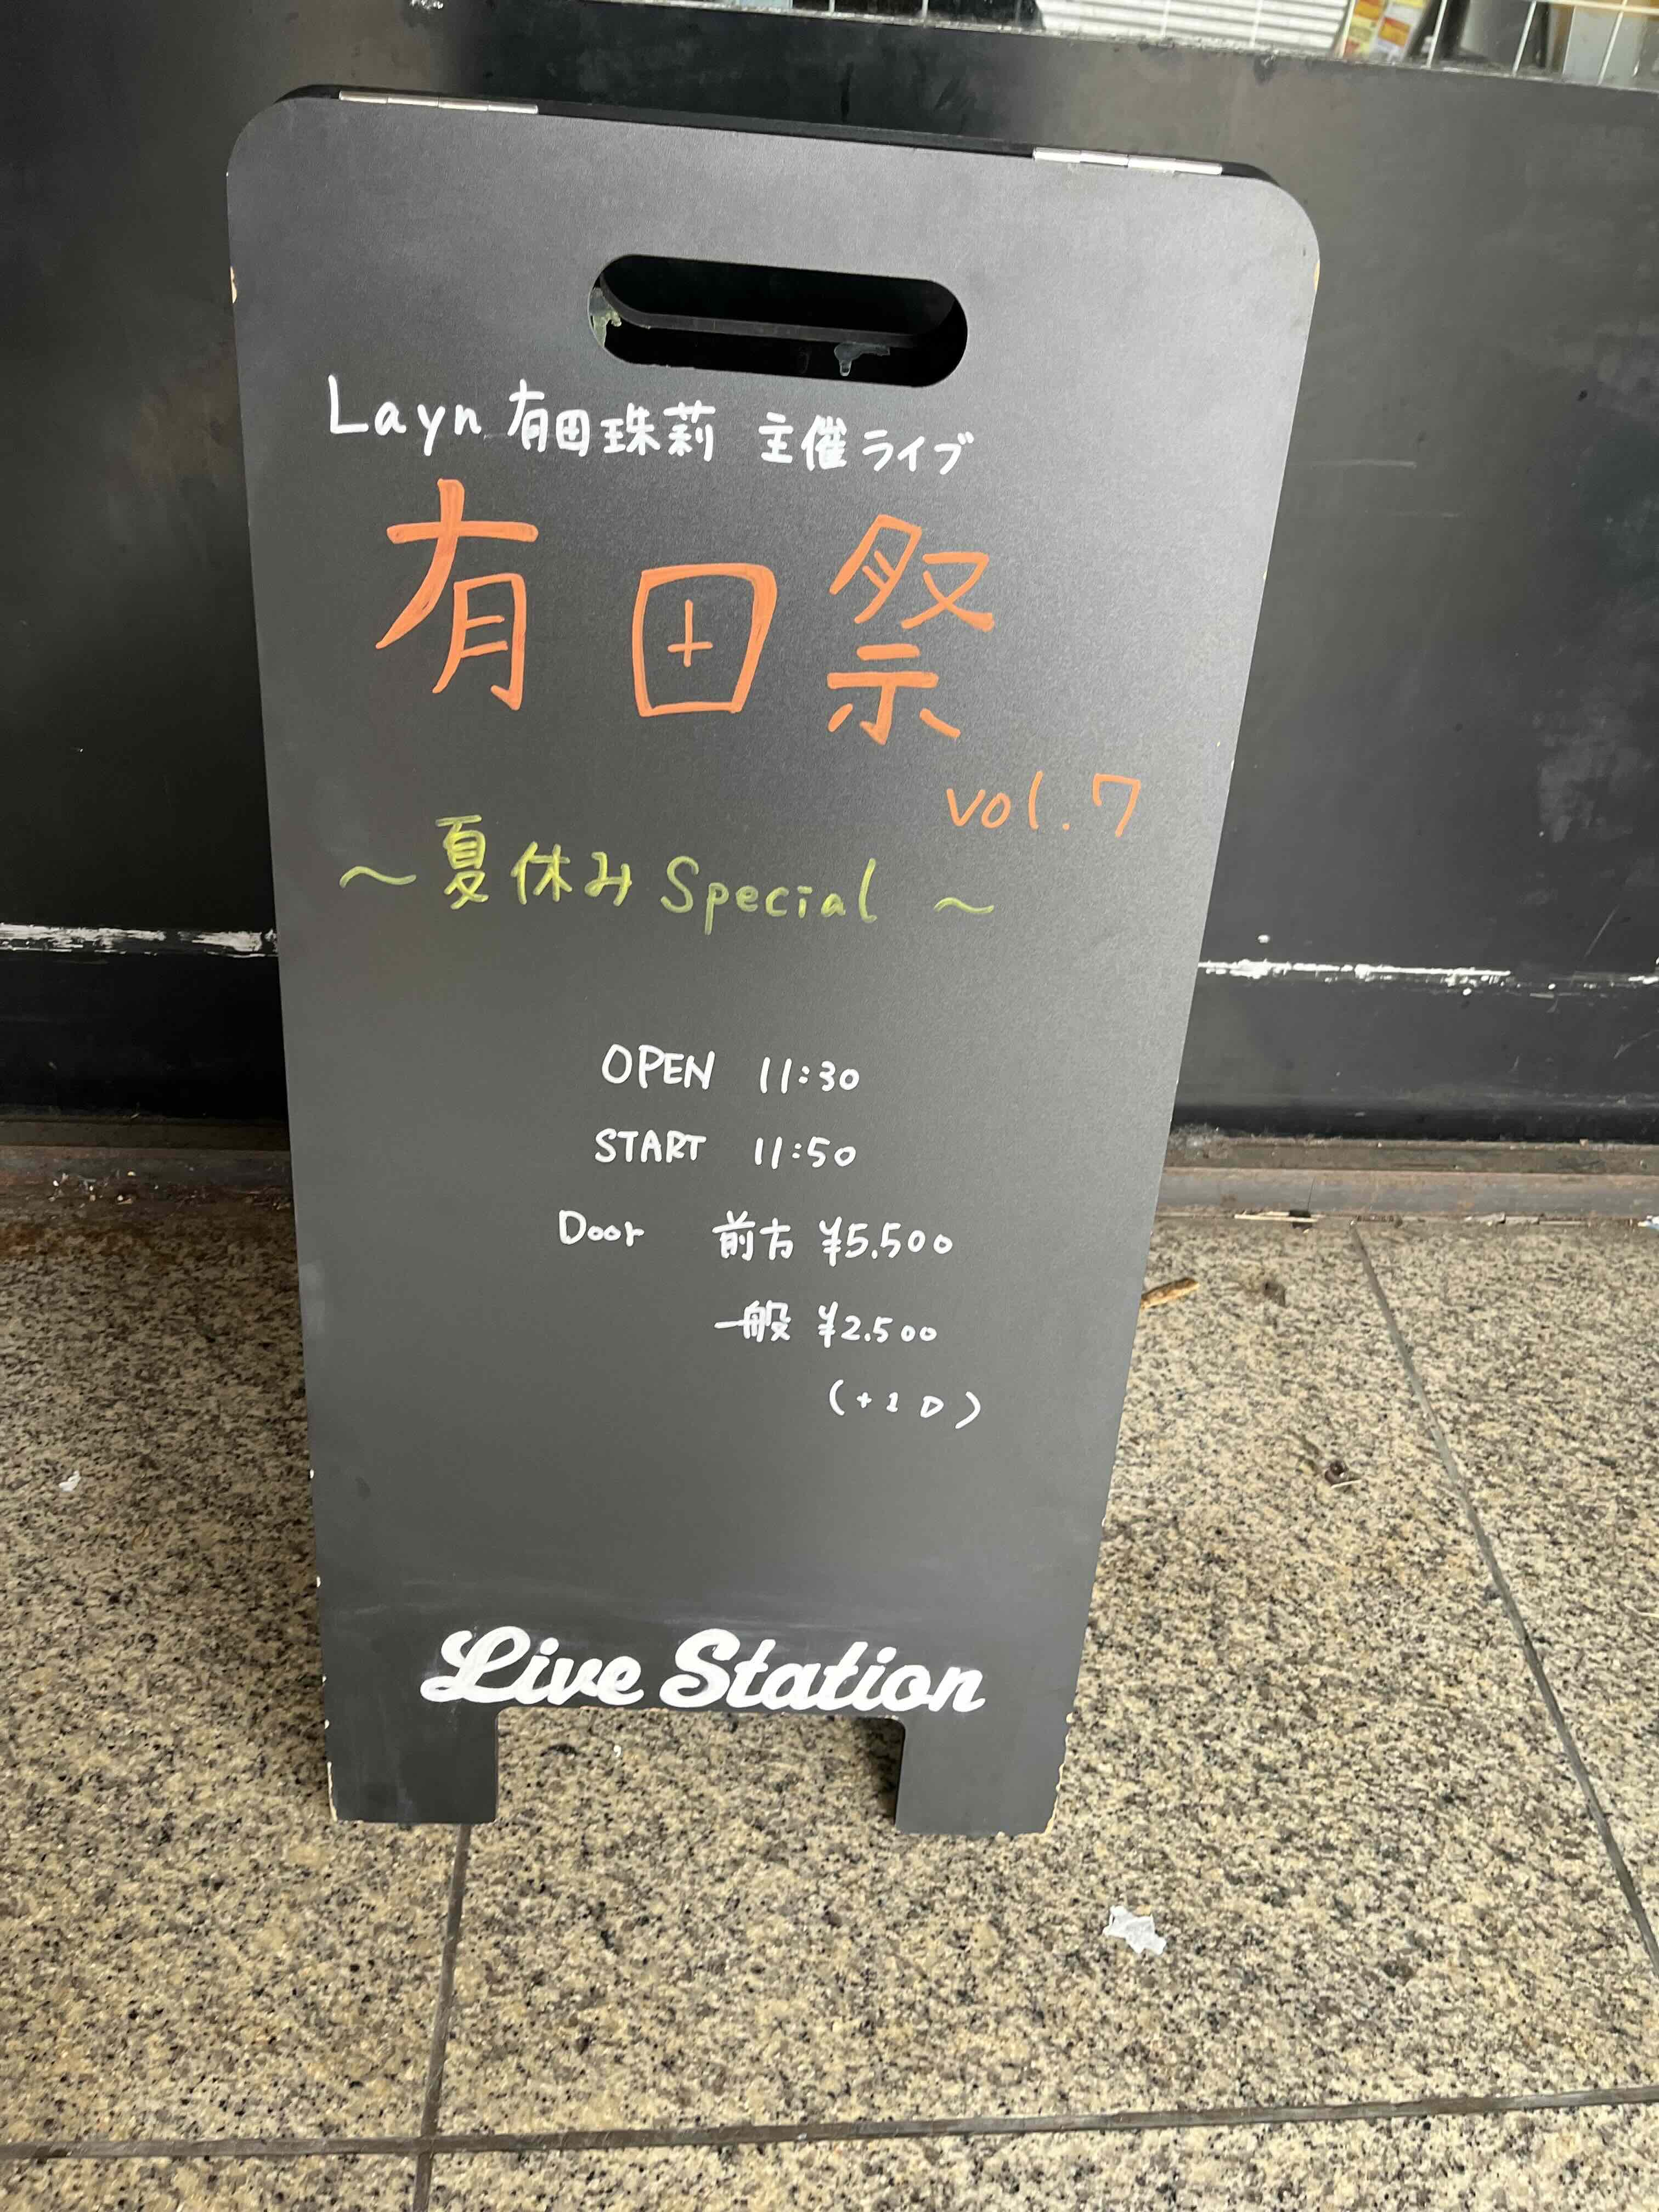 Layn 有田珠莉 主催ライブ
有田祭
vol.7
～夏休みSpecial～
OPEN 11:30
START 11:50
Door 前方 ¥5.500
一般 ¥2.500
(+1D)
Live Station